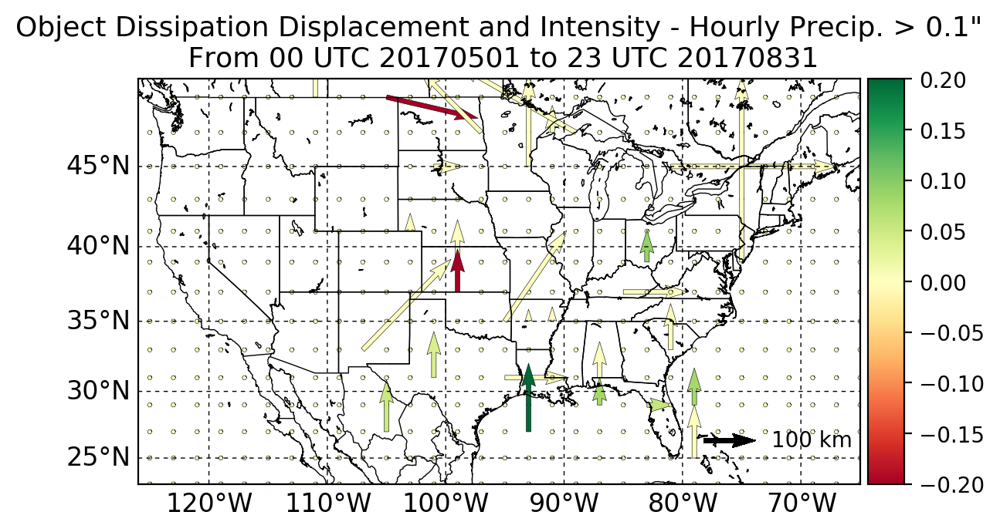 Object Dissipation Displacement and Intensity - Hourly Precip. > 0.1"
From 00 UTC 20170501 to 23 UTC 20170831
45°N
40°N
35°N
30°N
25°N
120°W 110°W 100°W 90°W 80°W 70°W
100 km
0.20
0.15
0.10
0.05
0.00
−0.05
−0.10
−0.15
−0.20